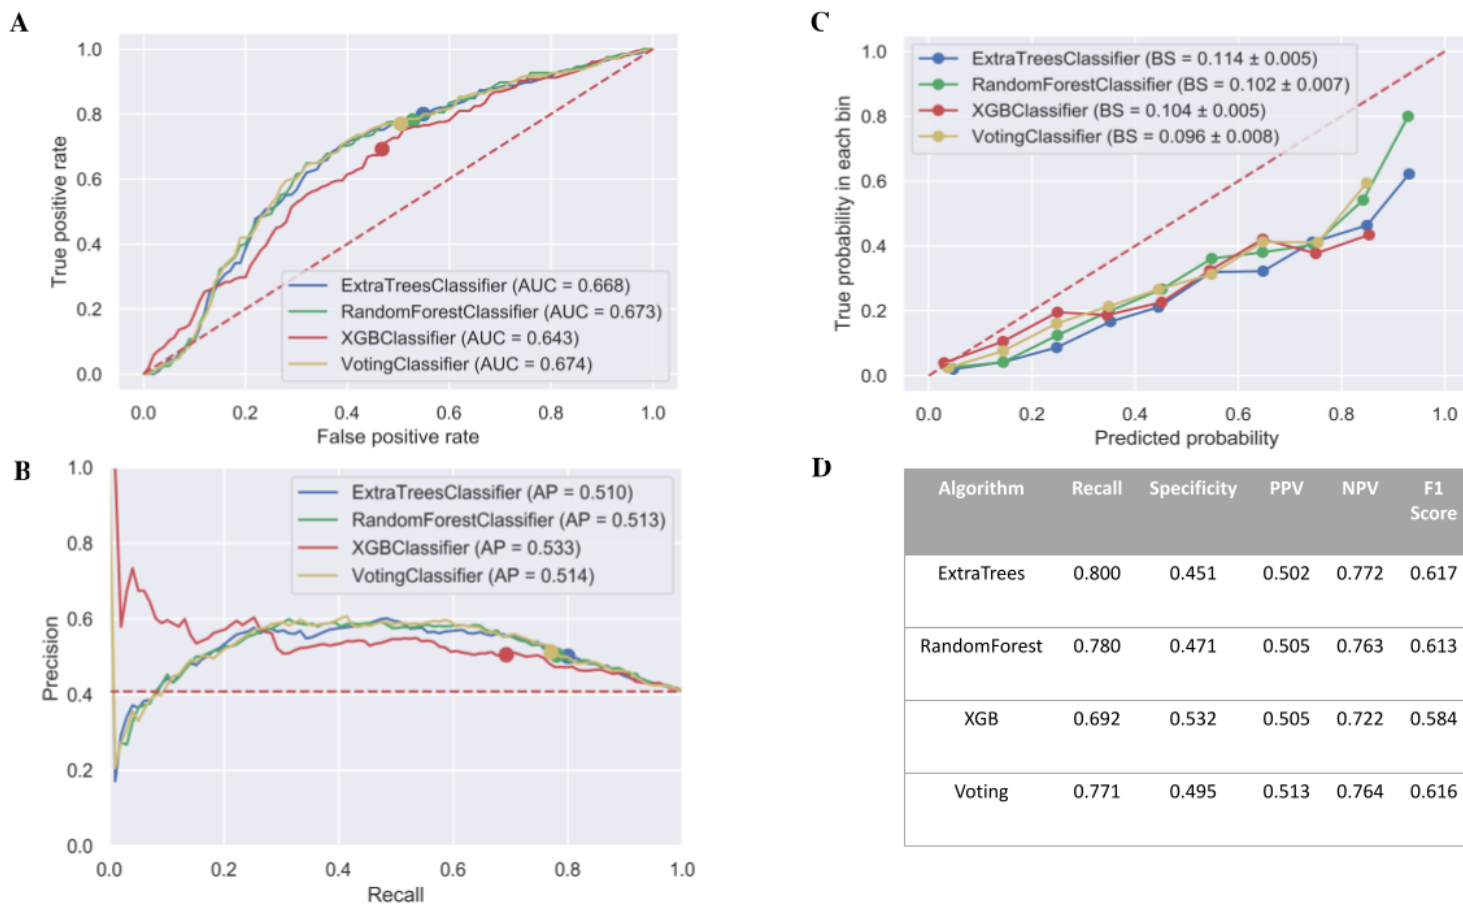 A
1.0
0.8
0.6
0.4
0.2
0.0
True positive rate
ExtraTreesClassifier (AUC = 0.668)
RandomForestClassifier (AUC = 0.673)
XGBClassifier (AUC = 0.643)
VotingClassifier (AUC = 0.674)
0.0 0.2 0.4 0.6 0.8 1.0
False positive rate
B
1.0
0.8
0.6
0.4
0.2
0.0
Precision
ExtraTreesClassifier (AP = 0.510)
RandomForestClassifier (AP = 0.513)
XGBClassifier (AP = 0.533)
VotingClassifier (AP = 0.514)
0.0 0.2 0.4 0.6 0.8 1.0
Recall
C
1.0
0.8
0.6
0.4
0.2
0.0
True probability in each bin
ExtraTreesClassifier (BS = 0.114 ± 0.005)
RandomForestClassifier (BS = 0.102 ± 0.007)
XGBClassifier (BS = 0.104 ± 0.005)
VotingClassifier (BS = 0.096 ± 0.008)
0.0 0.2 0.4 0.6 0.8 1.0
Predicted probability
D
Algorithm Recall Specificity PPV NPV F1
Score
ExtraTrees 0.800 0.451 0.502 0.772 0.617
RandomForest 0.780 0.471 0.505 0.763 0.613
XGB 0.692 0.532 0.505 0.722 0.584
Voting 0.771 0.495 0.513 0.764 0.616